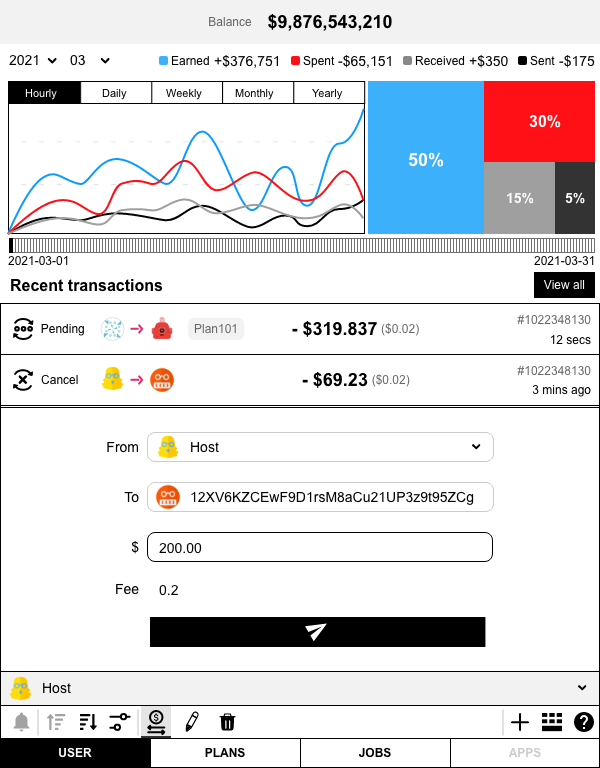 Balance $9,876,543,210
2021 03 Earned +$376,751 Spent -$65,151 Received +$350 Sent -$175
Hourly Daily Weekly Monthly Yearly
50%
30%
15%
5%
2021-03-01 2021-03-31
Recent transactions View all
Pending Plan101 - $319.837 ($0.02) #1022348130
12 secs
Cancel - $69.23 ($0.02) #1022348130
3 mins ago
From Host
To 12XV6KZCEwF9D1rsM8aCu21UP3z9t95ZCg
$ 200.00
Fee 0.2
Host
USER PLANS JOBS APPS